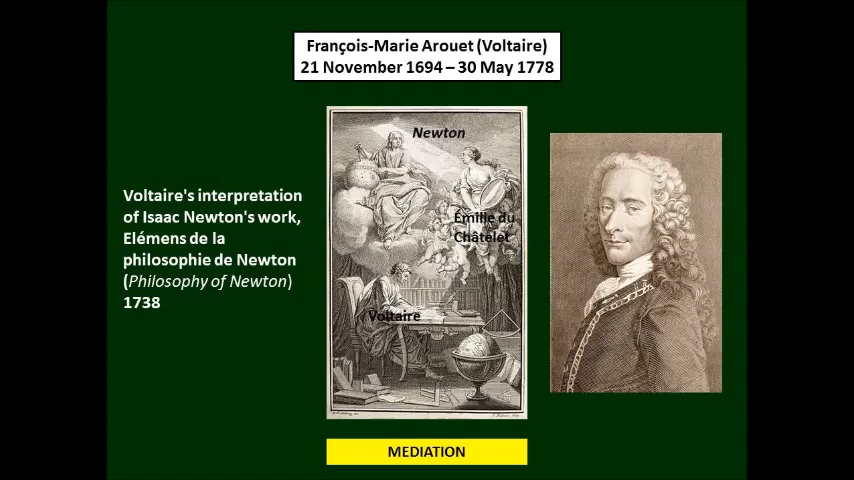 François-Marie Arouet (Voltaire)
21 November 1694 – 30 May 1778
Voltaire's interpretation
of Isaac Newton's work,
Elémens de la
philosophie de Newton
(Philosophy of Newton)
1738
Newton
Émilie du
Châtelet
Voltaire
MEDIATION